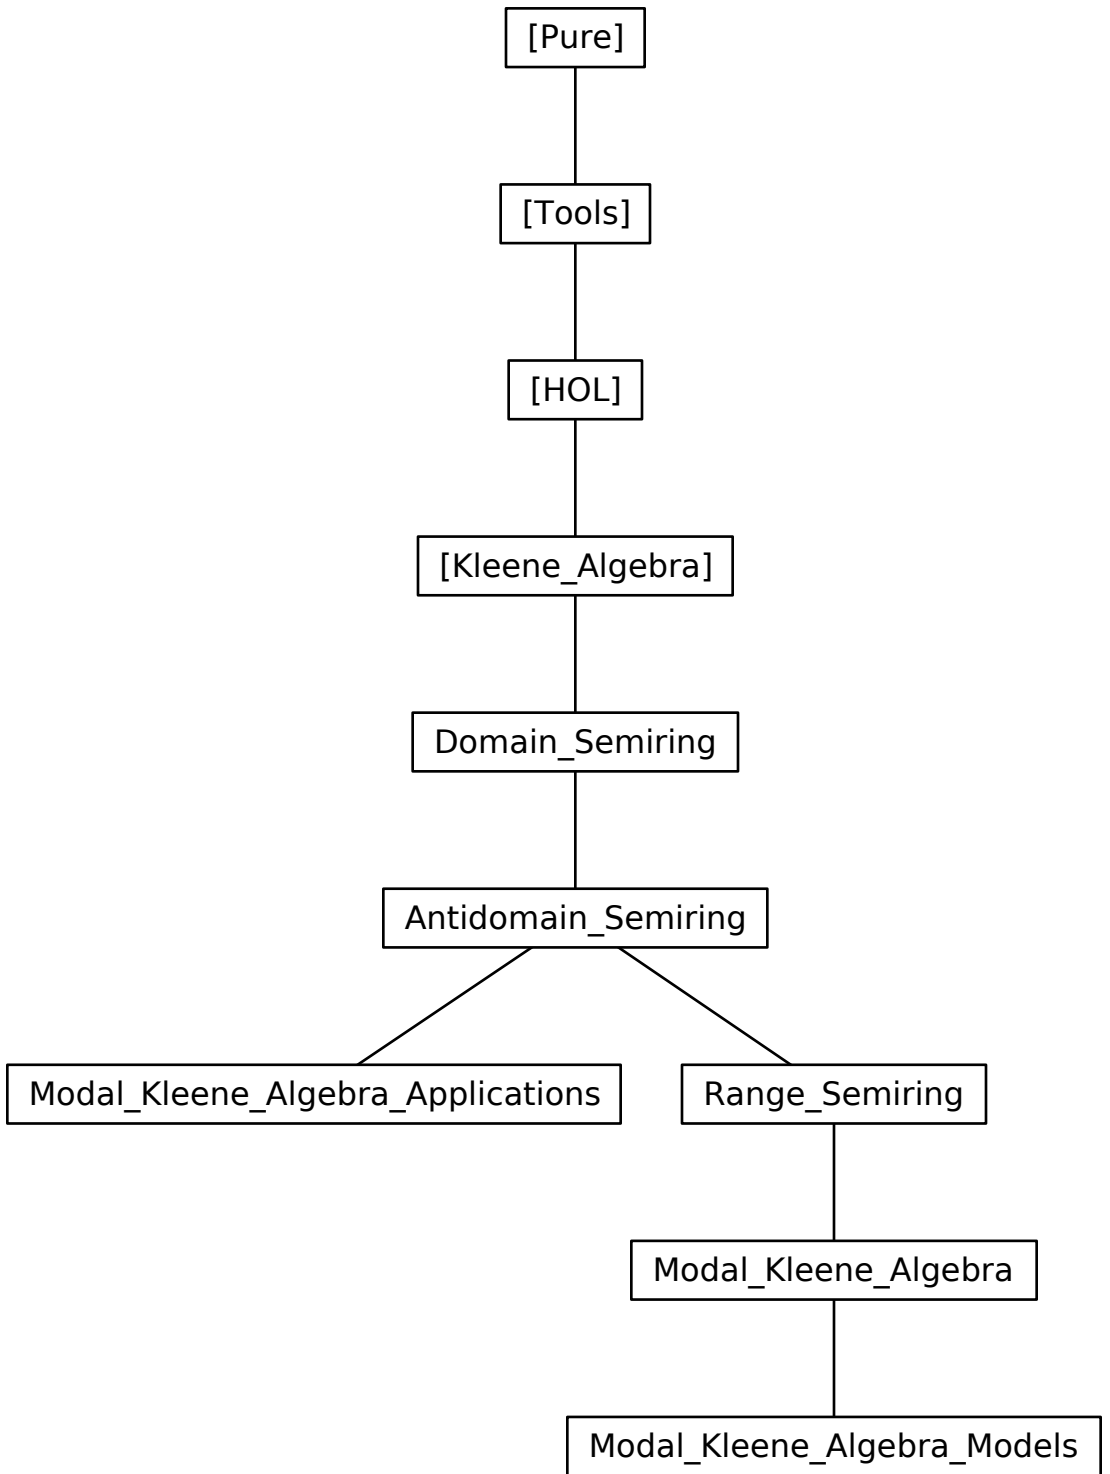 [Pure]
[Tools]
[HOL]
[Kleene_Algebra]
Domain_Semiring
Antidomain_Semiring
Modal_Kleene_Algebra_Applications
Range_Semiring
Modal_Kleene_Algebra
Modal_Kleene_Algebra_Models